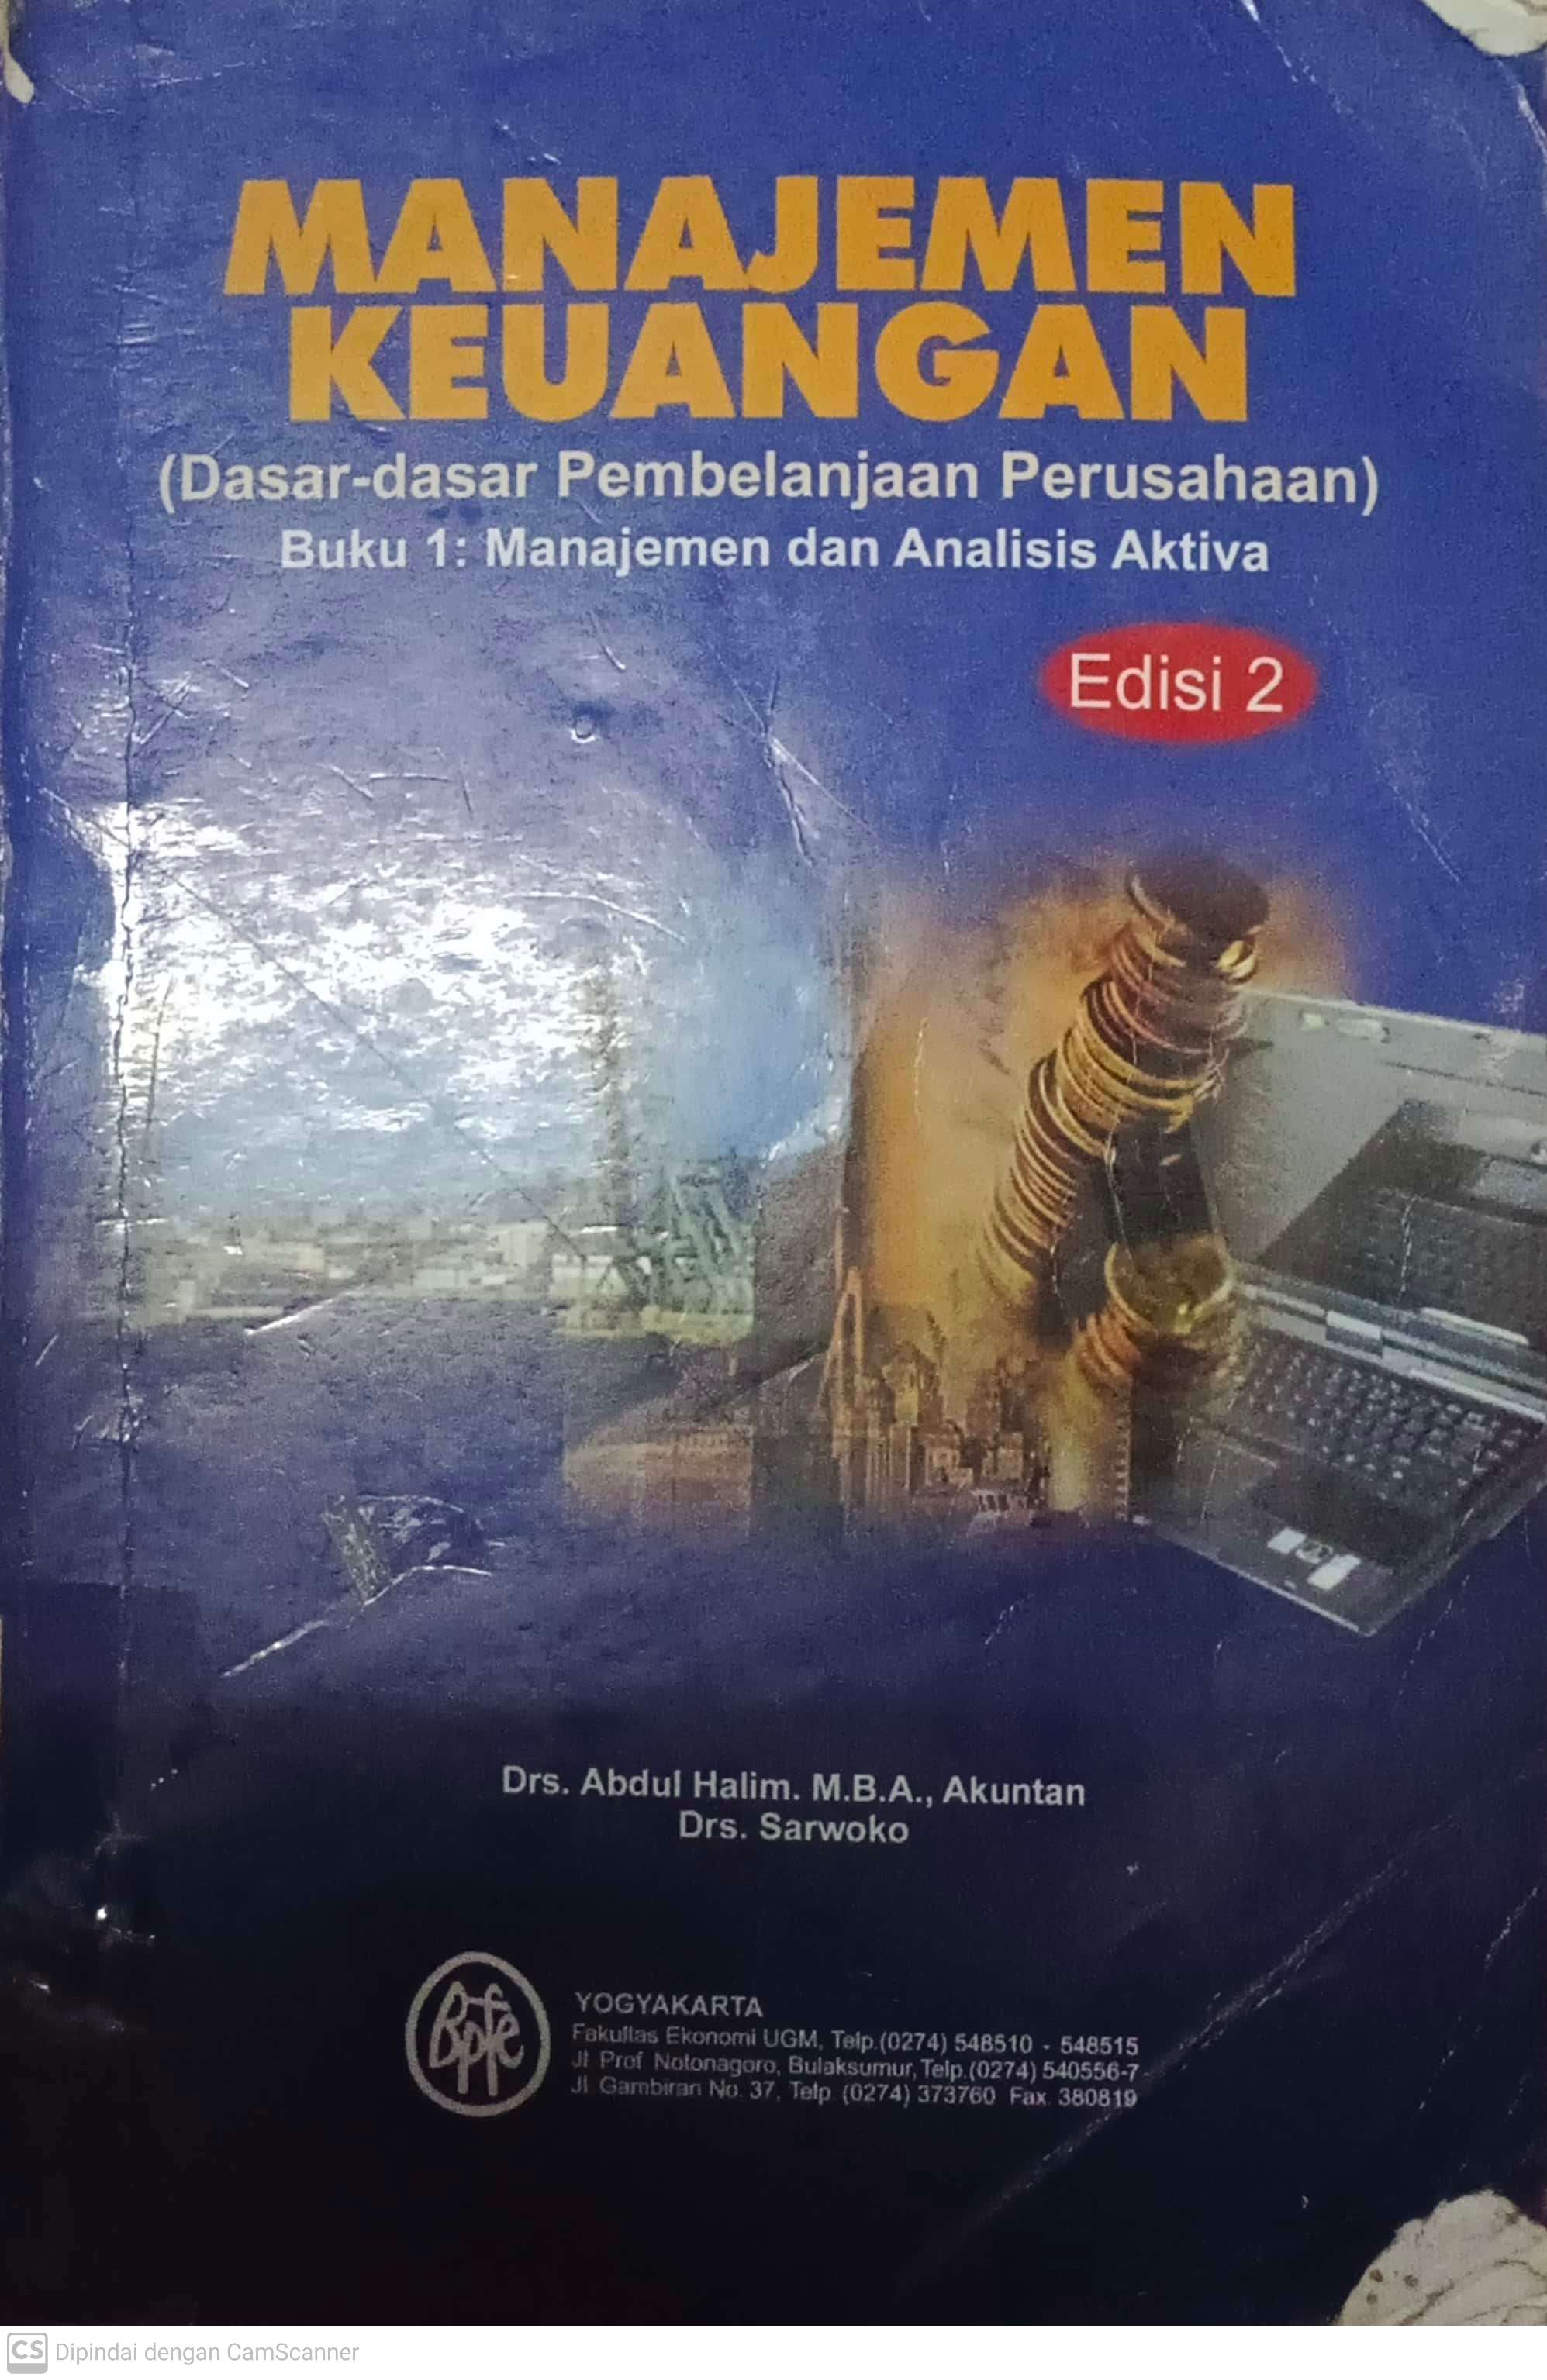 MANAJEMEN
KEUANGAN
(Dasar-dasar Pembelanjaan Perusahaan)
Buku 1: Manajemen dan Analisis Aktiva
Edisi 2
Drs. Abdul Halim. M.B.A., Akuntan
Drs. Sarwoko
Bpfe
YOGYAKARTA
Fakultas Ekonomi UGM, Telp.(0274) 548510 - 548515
Jl. Prof. Notonagoro, Bulaksumur, Telp.(0274) 540556-7
Jl. Gambiran No. 37, Telp. (0274) 373760 Fax. 380819
CS Dipindai dengan CamScanner